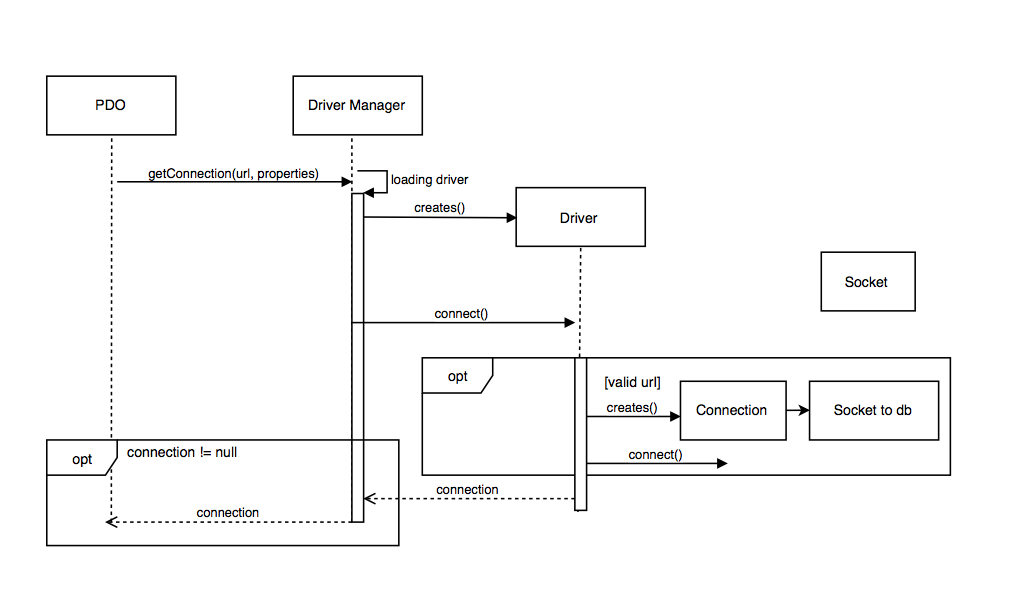 PDO
Driver Manager
getConnection(url, properties)
loading driver
creates()
Driver
Socket
connect()
opt
[valid url]
creates()
Connection
Socket to db
connect()
opt
connection != null
connection
connection